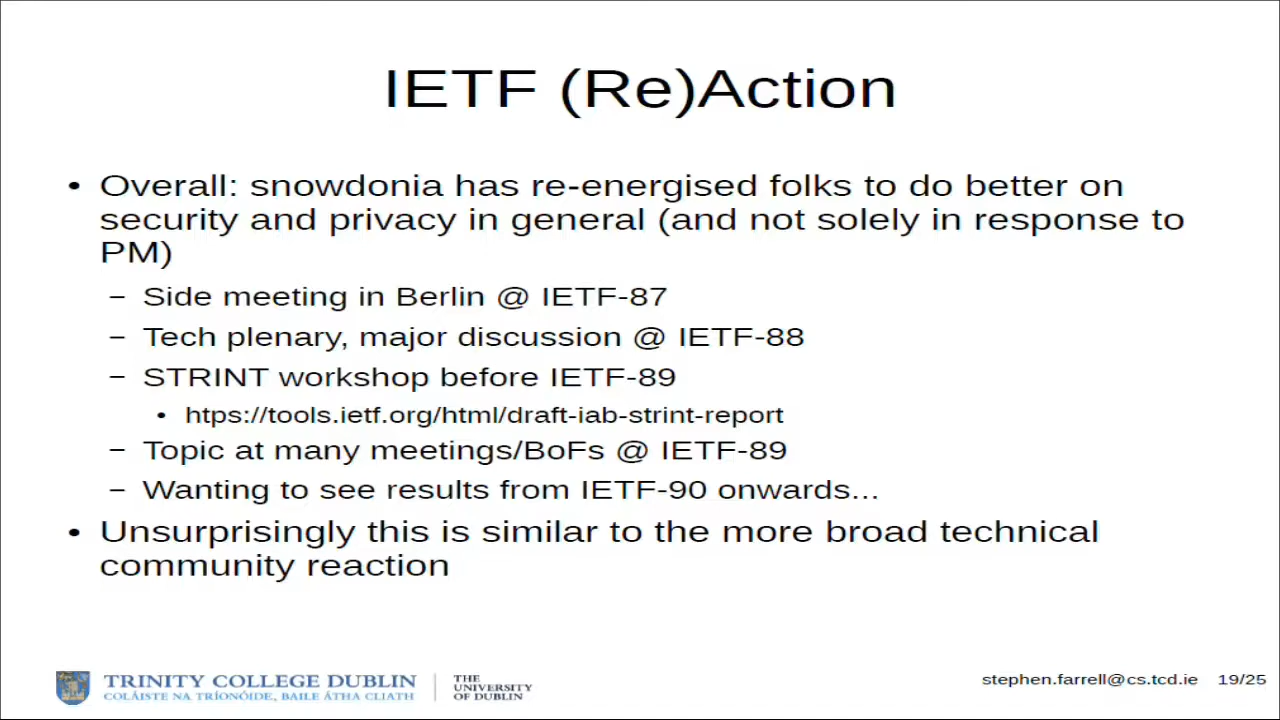 IETF (Re)Action
• Overall: snowdonia has re-energised folks to do better on
security and privacy in general (and not solely in response to
PM)
– Side meeting in Berlin @ IETF-87
– Tech plenary, major discussion @ IETF-88
– STRINT workshop before IETF-89
• htps://tools.ietf.org/html/draft-iab-strint-report
– Topic at many meetings/BoFs @ IETF-89
– Wanting to see results from IETF-90 onwards...
• Unsurprisingly this is similar to the more broad technical
community reaction
TRINITY COLLEGE DUBLIN
COLÁISTE NA TRÍONÓIDE, BAILE ÁTHA CLIATH
THE
UNIVERSITY
OF DUBLIN
stephen.farrell@cs.tcd.ie 19/25